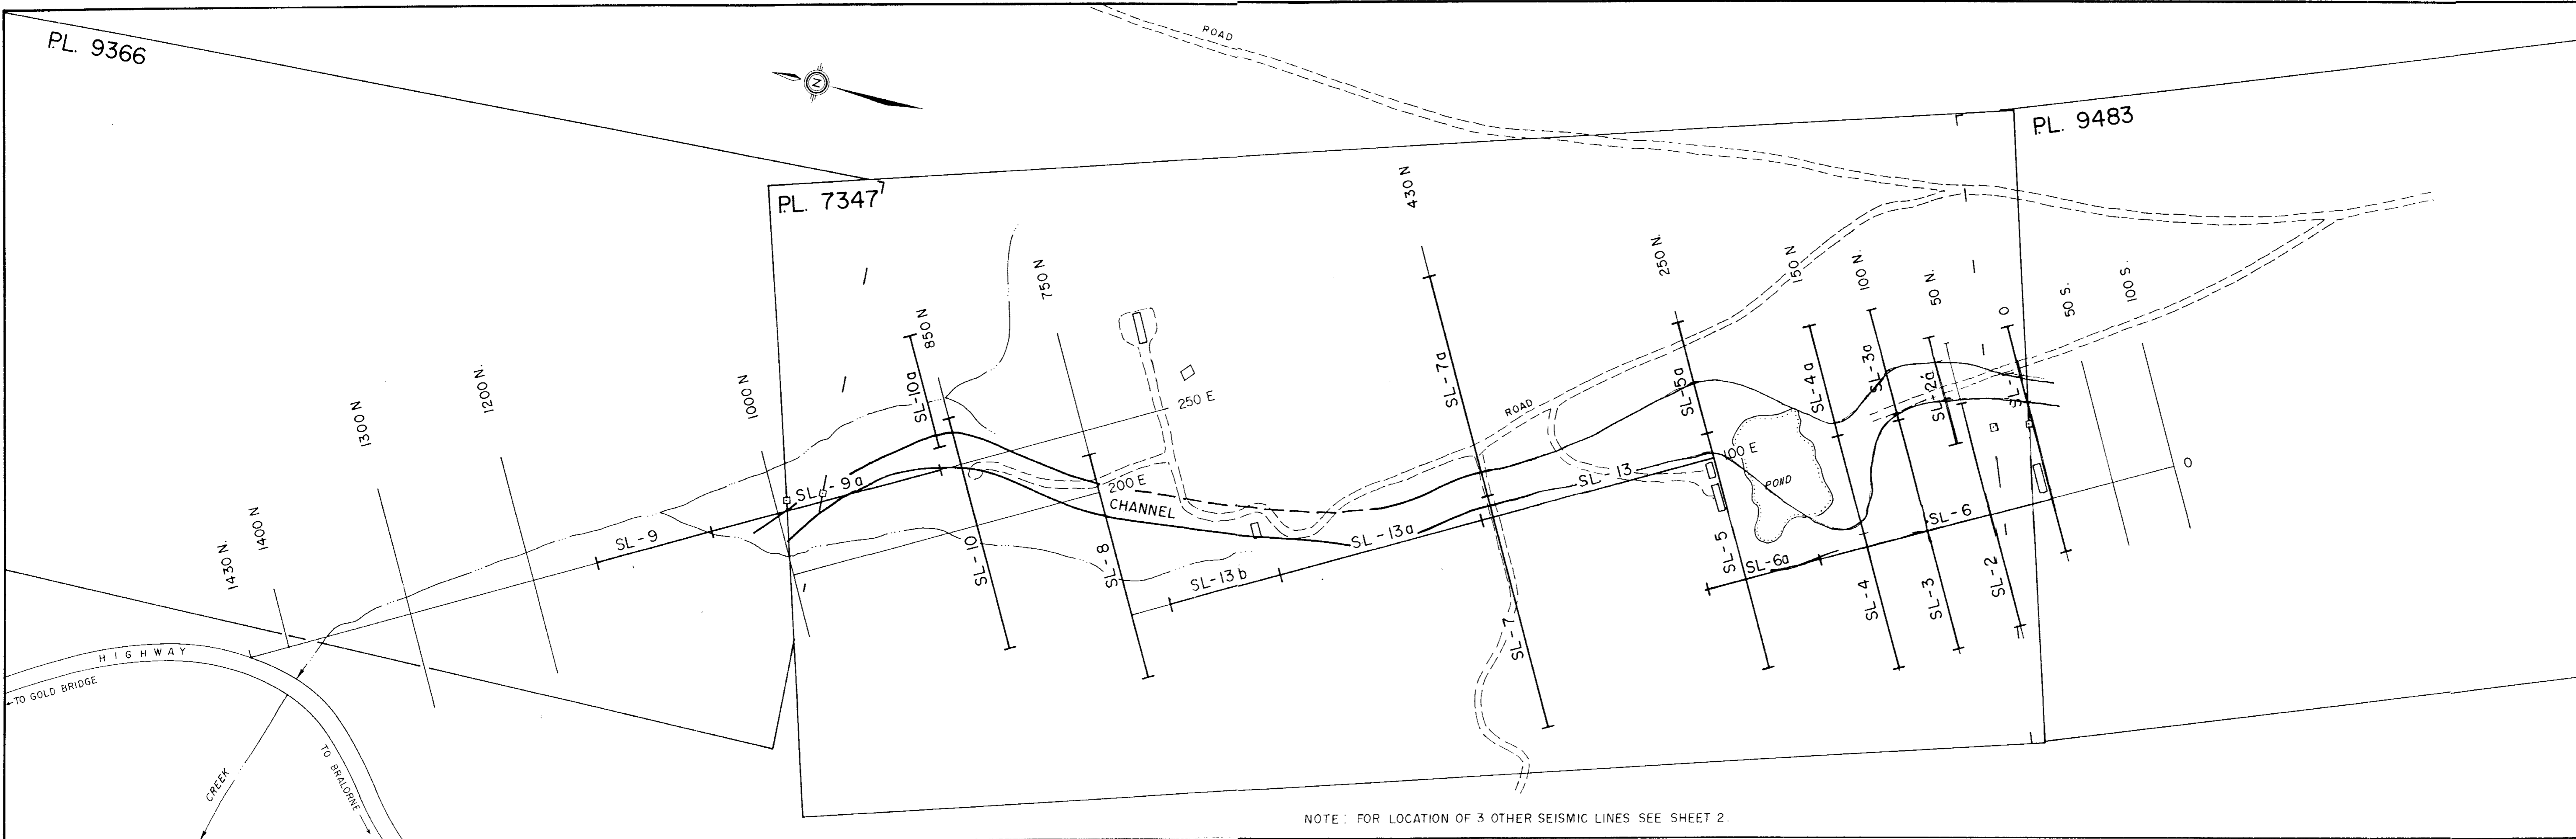 P.L. 9366
ROAD
N
P.L. 9483
P.L. 7347
430 N
250 N.
150 N
100 N.
50 N.
0
50 S.
100 S.
750 N
850 N
1000 N
1200 N.
1300 N
1400 N
1430 N.
SL-10a
SL-7a
SL-5a
SL-4a
SL-3a
SL-2a
SL-1
250 E
ROAD
SL-9a
200 E
CHANNEL
SL-13
100 E
POND
0
SL-9
SL-10
SL-8
SL-13b
SL-13a
SL-7
SL-5
SL-6a
SL-6
SL-4
SL-3
SL-2
HIGHWAY
TO GOLD BRIDGE
TO BRALORNE
CREEK
NOTE: FOR LOCATION OF 3 OTHER SEISMIC LINES SEE SHEET 2.